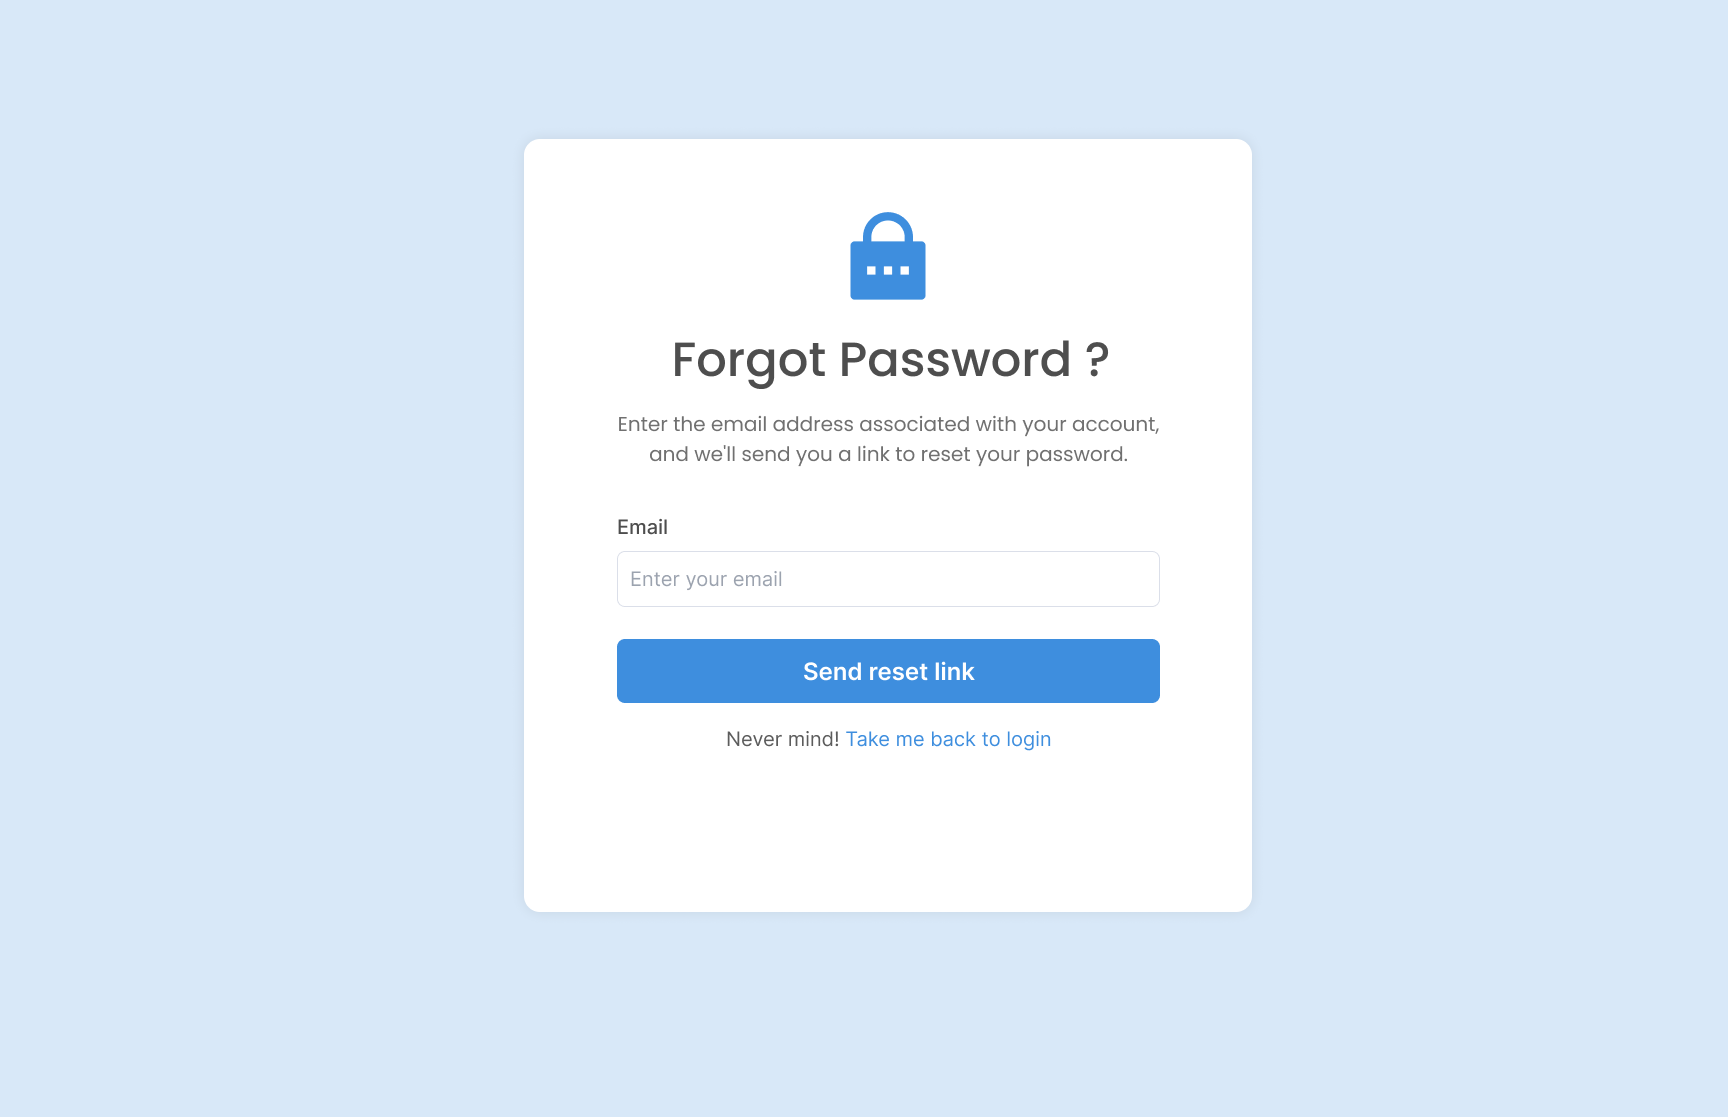 Forgot Password ?
Enter the email address associated with your account,
and we'll send you a link to reset your password.
Email
Enter your email
Send reset link
Never mind! Take me back to login